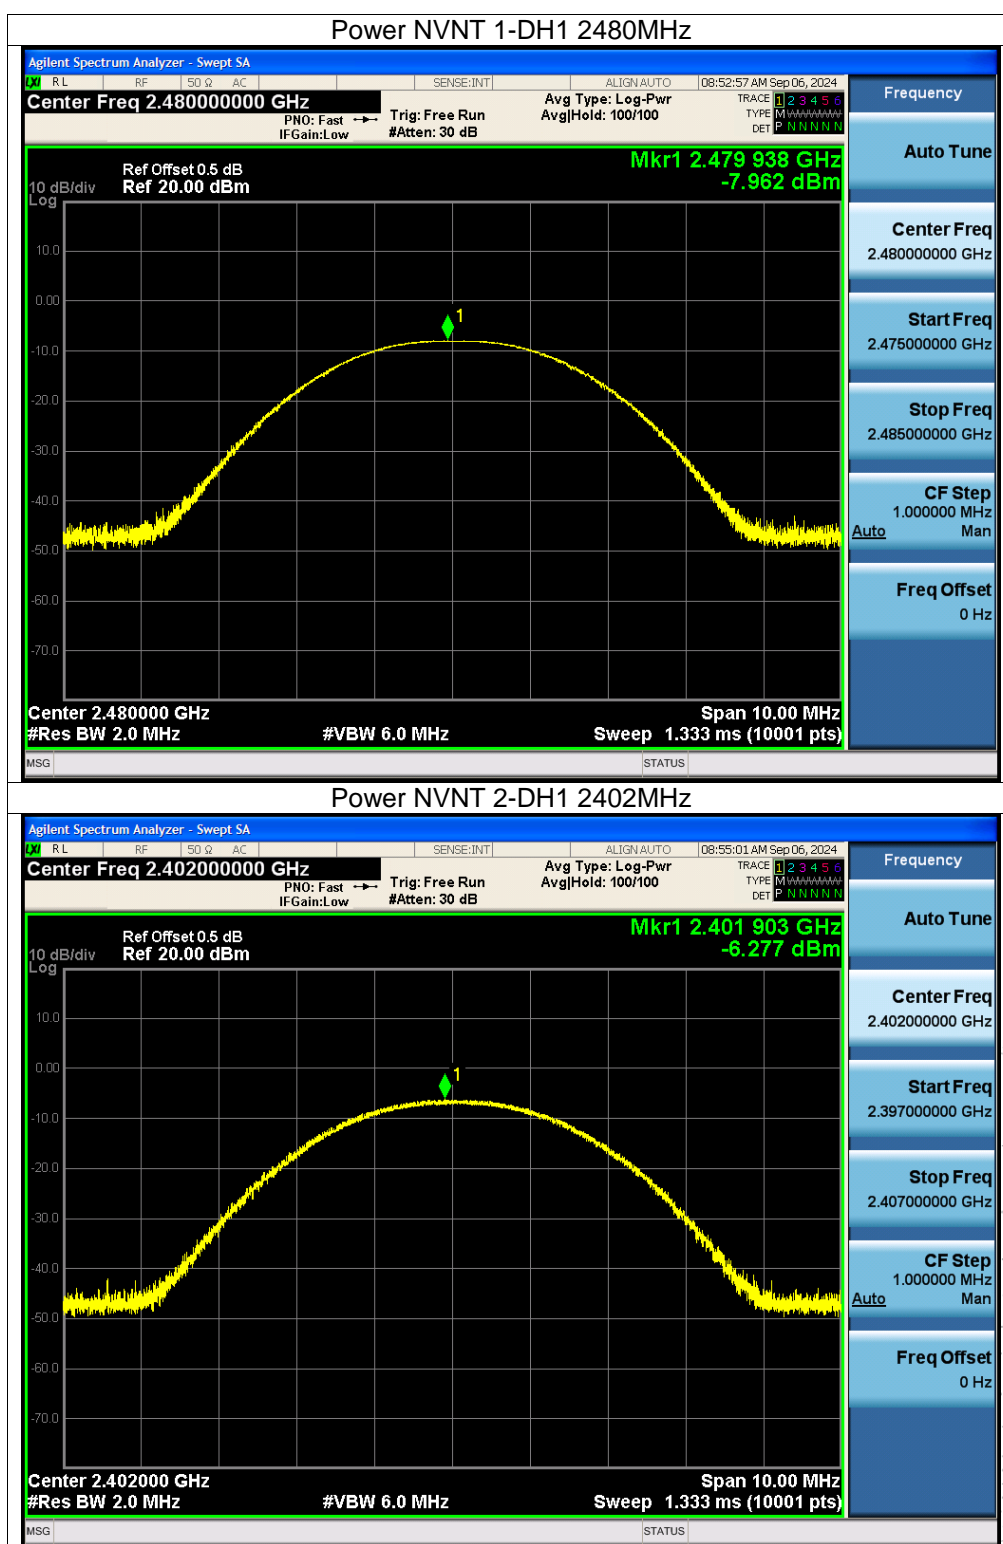 Power NVNT 1-DH1 2480MHz
Agilent Spectrum Analyzer - Swept SA
LXI RL RF 50 Ω AC SENSE:INT ALIGN AUTO 08:52:57 AM Sep 06, 2024
Center Freq 2.480000000 GHz
PNO: Fast
IFGain:Low
Trig: Free Run
#Atten: 30 dB
Avg Type: Log-Pwr
Avg|Hold: 100/100
TRACE 1 2 3 4 5 6
TYPE M
DET P N N N N N
Mkr1 2.479 938 GHz
-7.962 dBm
Ref Offset 0.5 dB
10 dB/div Ref 20.00 dBm
Log
10.0
0.00
1
-10.0
-20.0
-30.0
-40.0
-50.0
-60.0
-70.0
Center 2.480000 GHz Span 10.00 MHz
#Res BW 2.0 MHz #VBW 6.0 MHz Sweep 1.333 ms (10001 pts)
MSG STATUS
Frequency
Auto Tune
Center Freq
2.480000000 GHz
Start Freq
2.475000000 GHz
Stop Freq
2.485000000 GHz
CF Step
1.000000 MHz
Auto Man
Freq Offset
0 Hz
Power NVNT 2-DH1 2402MHz
Agilent Spectrum Analyzer - Swept SA
LXI RL RF 50 Ω AC SENSE:INT ALIGN AUTO 08:55:01 AM Sep 06, 2024
Center Freq 2.402000000 GHz
PNO: Fast
IFGain:Low
Trig: Free Run
#Atten: 30 dB
Avg Type: Log-Pwr
Avg|Hold: 100/100
TRACE 1 2 3 4 5 6
TYPE M
DET P N N N N N
Mkr1 2.401 903 GHz
-6.277 dBm
Ref Offset 0.5 dB
10 dB/div Ref 20.00 dBm
Log
10.0
0.00
1
-10.0
-20.0
-30.0
-40.0
-50.0
-60.0
-70.0
Center 2.402000 GHz Span 10.00 MHz
#Res BW 2.0 MHz #VBW 6.0 MHz Sweep 1.333 ms (10001 pts)
MSG STATUS
Frequency
Auto Tune
Center Freq
2.402000000 GHz
Start Freq
2.397000000 GHz
Stop Freq
2.407000000 GHz
CF Step
1.000000 MHz
Auto Man
Freq Offset
0 Hz